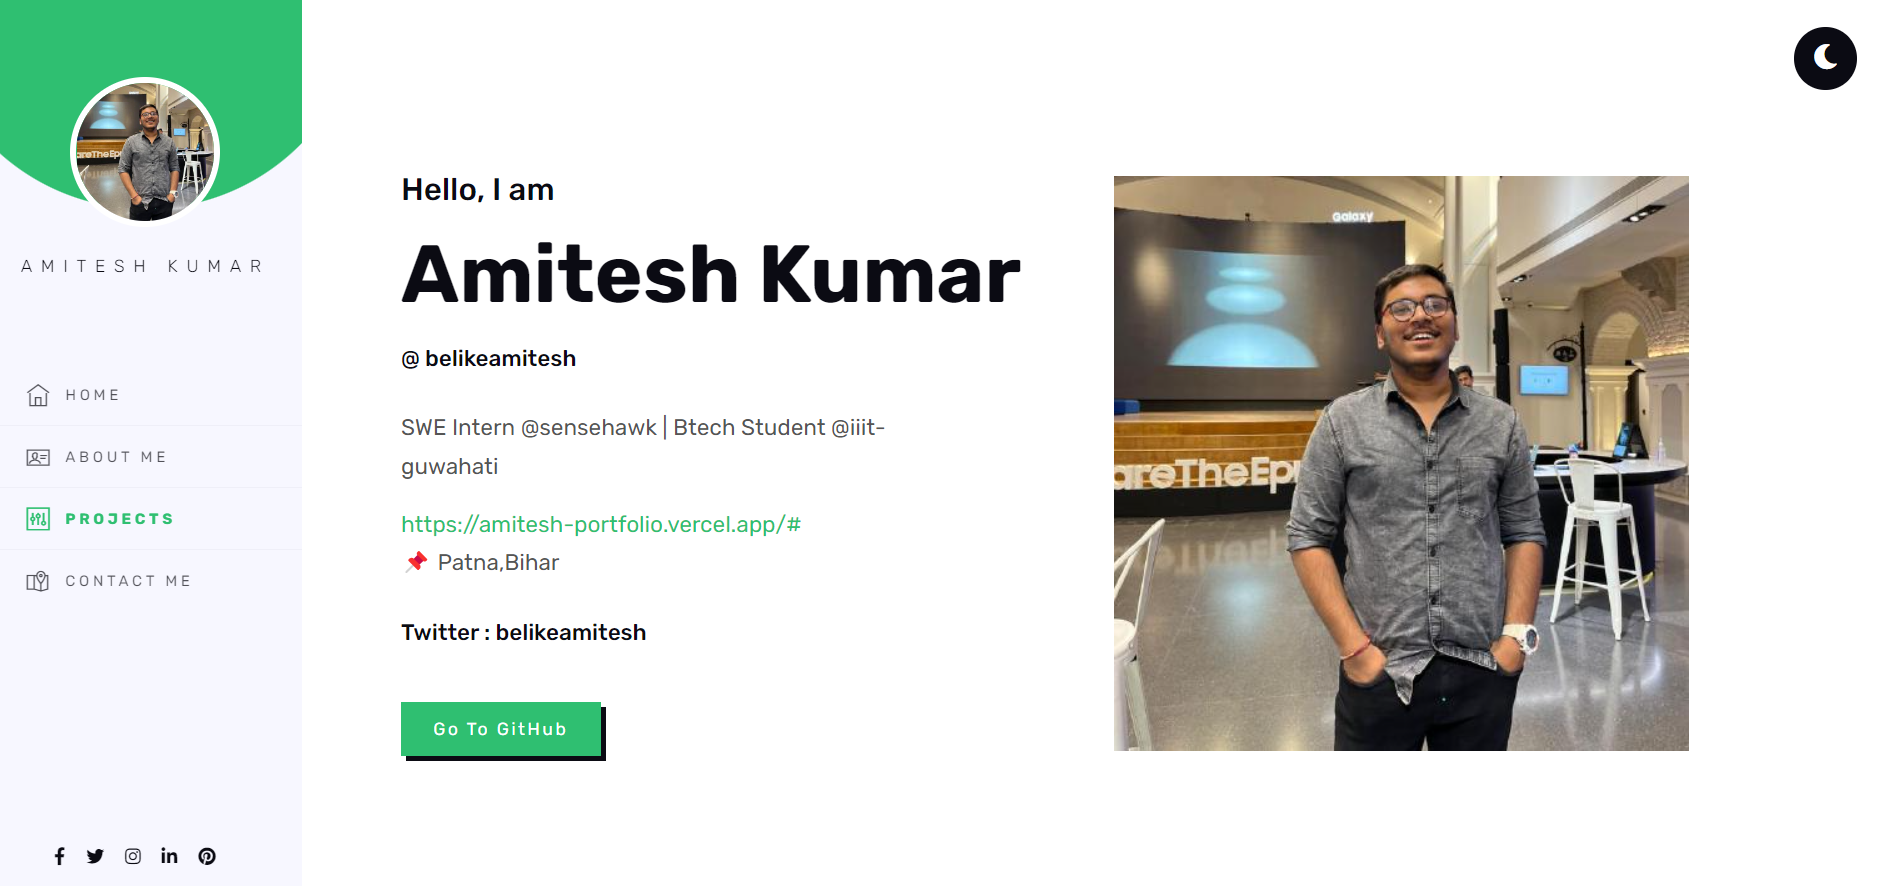 AMITESH KUMAR
HOME
ABOUT ME
PROJECTS
CONTACT ME
Hello, I am
Amitesh Kumar
@ belikeamitesh
SWE Intern @sensehawk | Btech Student @iiit-
guwahati
https://amitesh-portfolio.vercel.app/#
📌 Patna,Bihar
Twitter : belikeamitesh
Go To GitHub
Galaxy
areTheEp